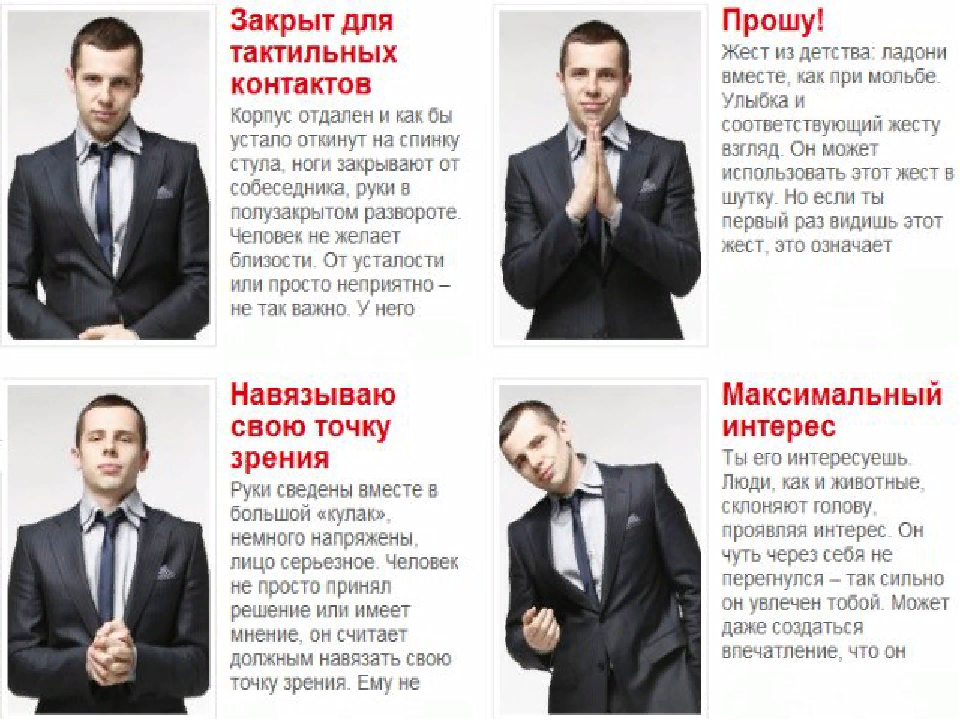 Закрыт для
тактильных
контактов
Корпус отдален и как бы
устало откинут на спинку
стула, ноги закрывают от
собеседника, руки в
полузакрытом развороте.
Человек не желает
близости. От усталости
или просто неприятно –
не так важно. У него
Прошу!
Жест из детства: ладони
вместе, как при мольбе.
Улыбка и
соответствующий жесту
взгляд. Он может
использовать этот жест в
шутку. Но если ты
первый раз видишь этот
жест, это означает
Навязываю
свою точку
зрения
Руки сведены вместе в
большой «кулак»,
немного напряжены,
лицо серьезное. Человек
не просто принял
решение или имеет
мнение, он считает
должным навязать свою
точку зрения. Ему не
Максимальный
интерес
Ты его интересуешь.
Люди, как и животные,
склоняют голову,
проявляя интерес. Он
чуть через себя не
перегнулся – так сильно
он увлечен тобой. Может
даже создаться
впечатление, что он